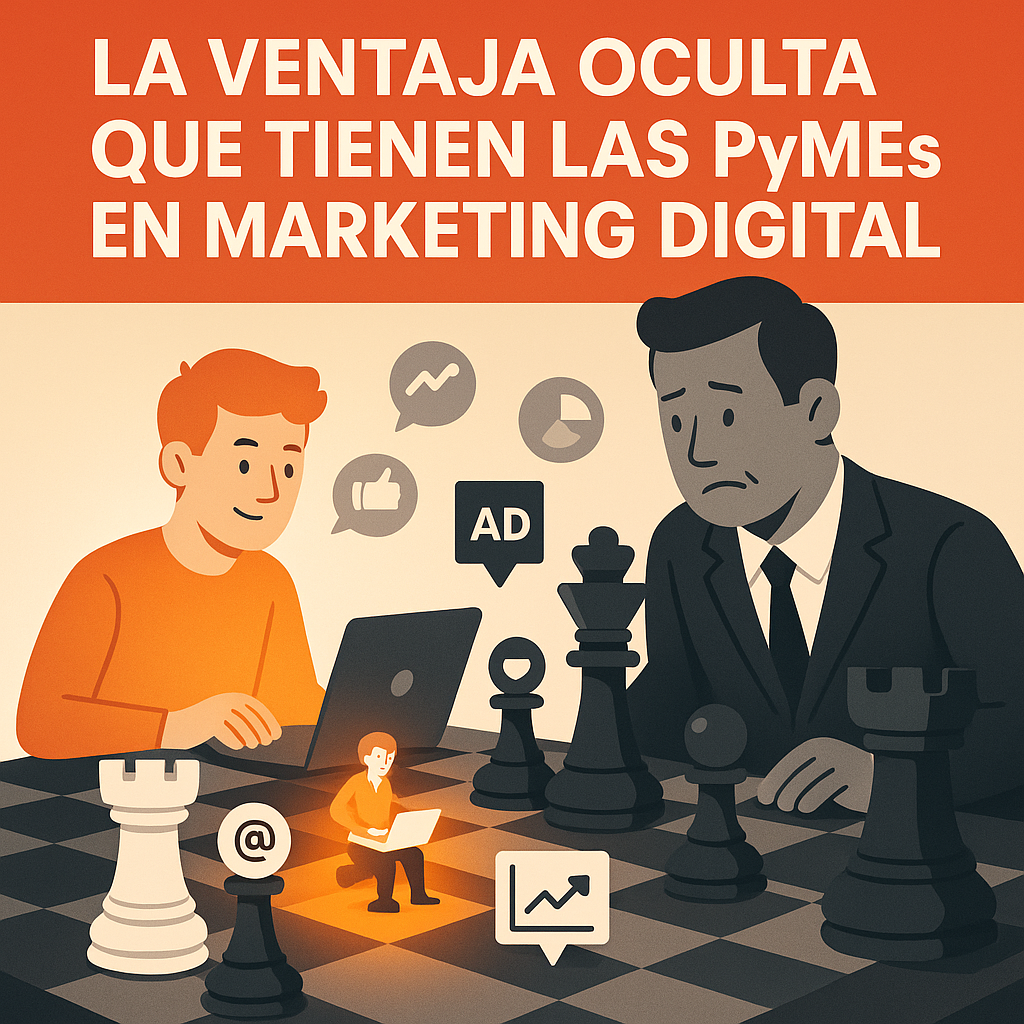 LA VENTAJA OCULTA
QUE TIENEN LAS PyMEs
EN MARKETING DIGITAL
AD
@